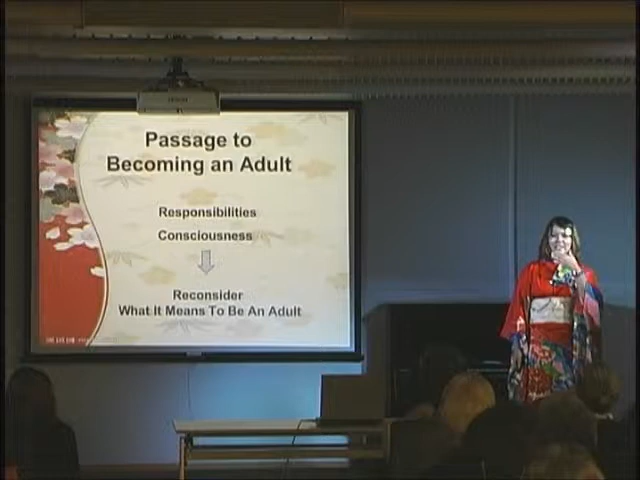 Passage to
Becoming an Adult
Responsibilities
Consciousness
Reconsider
What It Means To Be An Adult